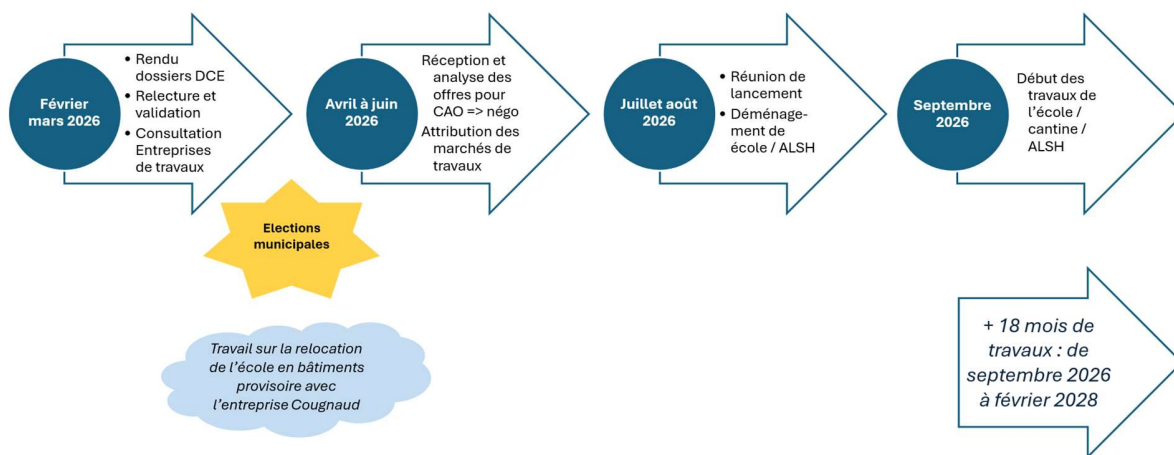 Février
mars 2026
• Rendu
dossiers DCE
• Relecture et
validation
• Consultation
Entreprises
de travaux
Avril à juin
2026
Réception et
analyse des
offres pour
CAO => négo
Attribution des
marchés de
travaux
Juillet août
2026
• Réunion de
lancement
• Déménage-
ment de
école / ALSH
Septembre
2026
Début des
travaux de
l'école /
cantine /
ALSH
Elections
municipales
Travail sur la relocation
de l'école en bâtiments
provisoire avec
l'entreprise Cougnaud
+ 18 mois de
travaux : de
septembre 2026
à février 2028